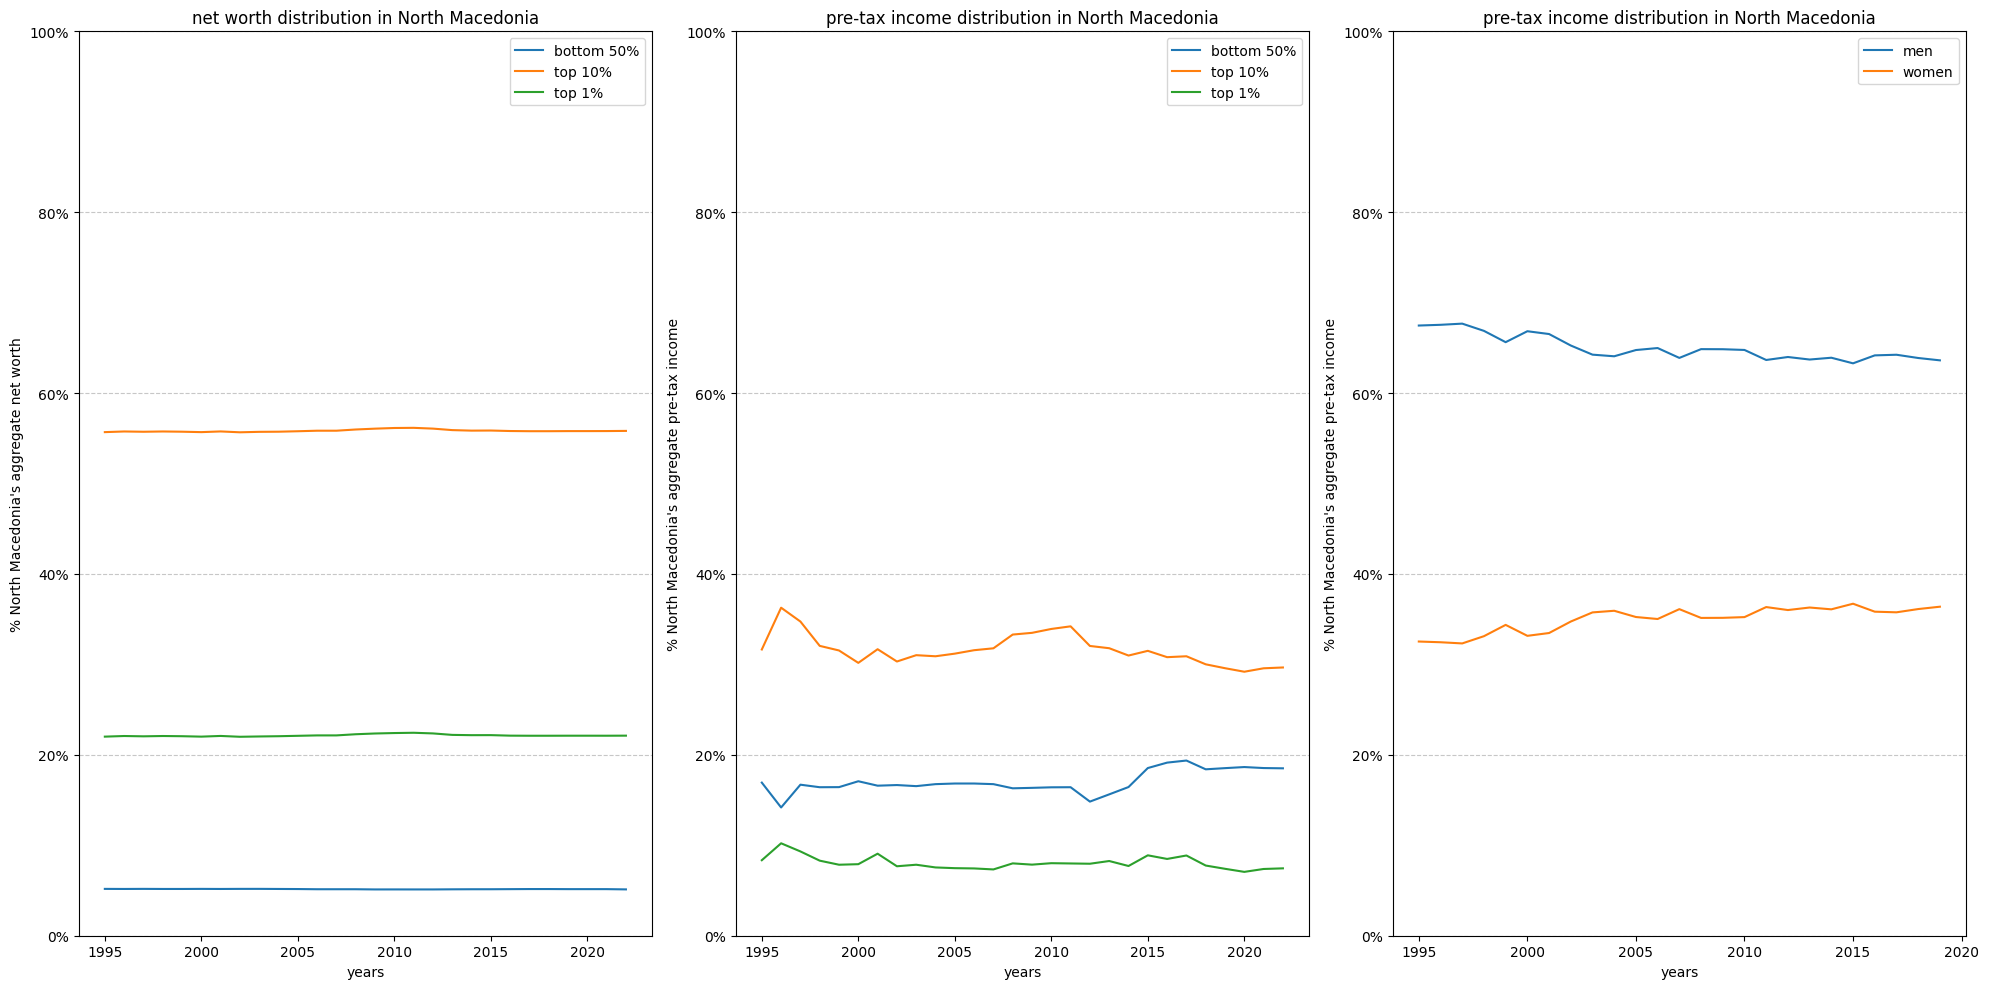 net worth distribution in North Macedonia
% North Macedonia's aggregate net worth
100%
80%
60%
40%
20%
0%
bottom 50%
top 10%
top 1%
1995
2000
2005
2010
2015
2020
years
pre-tax income distribution in North Macedonia
% North Macedonia's aggregate pre-tax income
100%
80%
60%
40%
20%
0%
bottom 50%
top 10%
top 1%
1995
2000
2005
2010
2015
2020
years
pre-tax income distribution in North Macedonia
% North Macedonia's aggregate pre-tax income
100%
80%
60%
40%
20%
0%
men
women
1995
2000
2005
2010
2015
2020
years